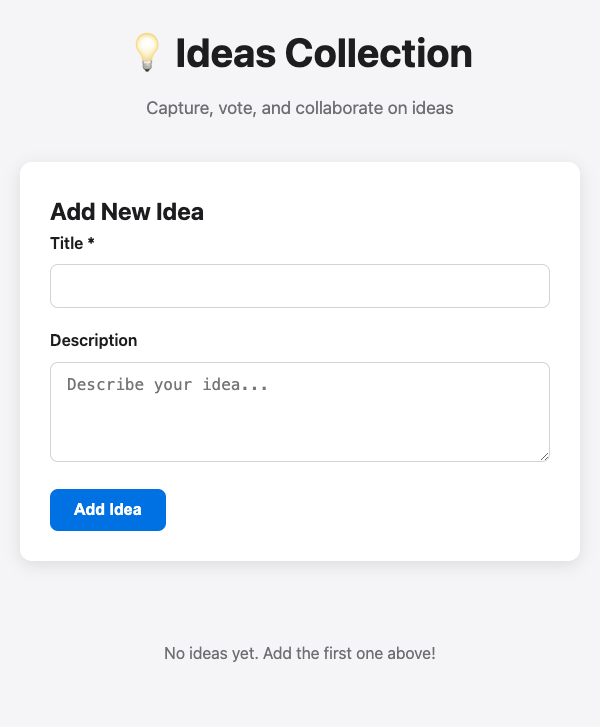 💡 Ideas Collection
Capture, vote, and collaborate on ideas
Add New Idea
Title *
Description
Describe your idea...
Add Idea
No ideas yet. Add the first one above!